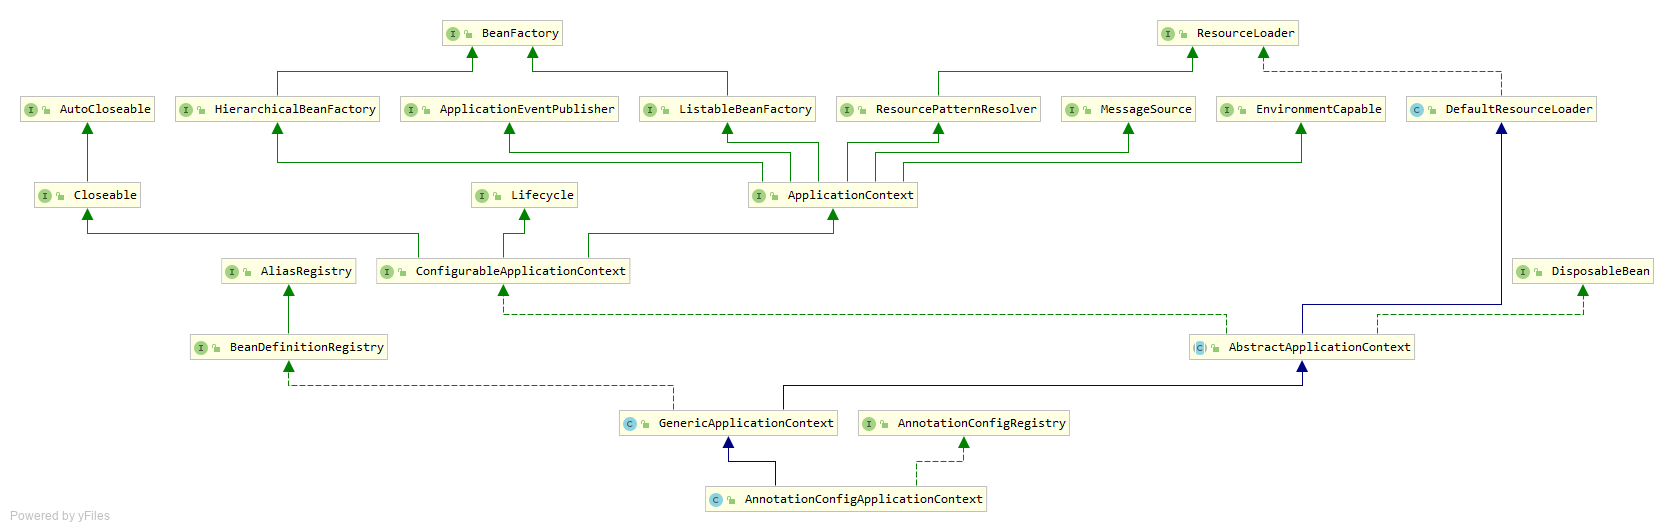 BeanFactory
ResourceLoader
AutoCloseable
HierarchicalBeanFactory
ApplicationEventPublisher
ListableBeanFactory
ResourcePatternResolver
MessageSource
EnvironmentCapable
DefaultResourceLoader
Closeable
Lifecycle
ApplicationContext
AliasRegistry
ConfigurableApplicationContext
DisposableBean
BeanDefinitionRegistry
AbstractApplicationContext
GenericApplicationContext
AnnotationConfigRegistry
AnnotationConfigApplicationContext
Powered by yFiles